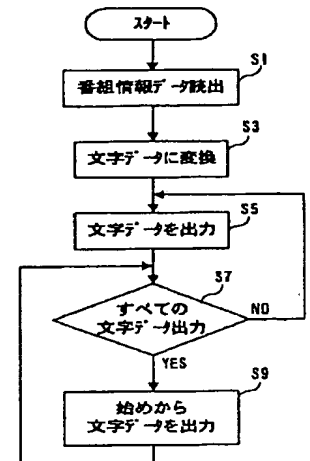 スタート
S1
番組情報データ読出
S3
文字データに変換
S5
文字データを出力
S7
すべての
文字データ出力
NO
YES
S9
始めから
文字データを出力